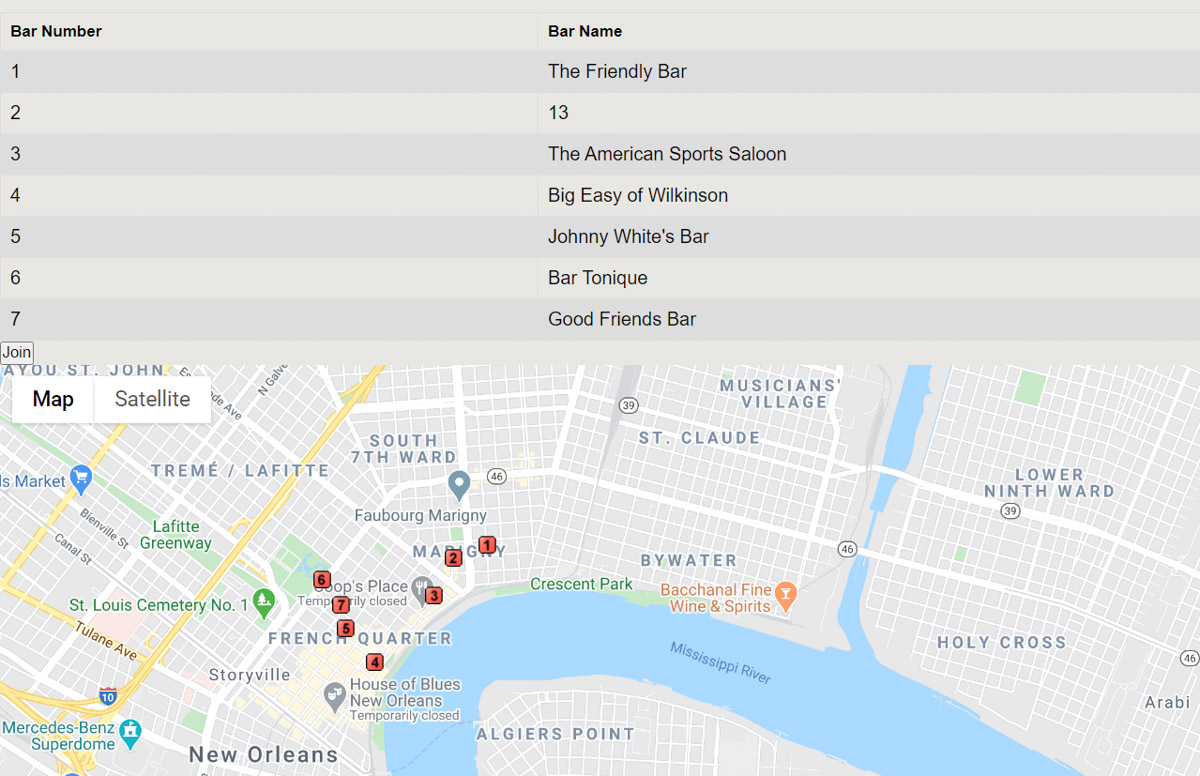 Bar Number Bar Name
1 The Friendly Bar
2 13
3 The American Sports Saloon
4 Big Easy of Wilkinson
5 Johnny White's Bar
6 Bar Tonique
7 Good Friends Bar
Join
AYOU ST. JOHN
Map Satellite
de Ave
MUSICIANS'
VILLAGE
39
ST. CLAUDE
SOUTH
7TH WARD
TREMÉ / LAFITTE
46
LOWER
NINTH WARD
39
ls Market
Bienville St
Canal St
Lafitte
Greenway
Faubourg Marigny
1
2
46
BYWATER
6
3
7
Temporarily closed
Crescent Park
Bacchanal Fine
Wine & Spirits
St. Louis Cemetery No. 1
Tulane Ave
5
FRENCH QUARTER
4
HOLY CROSS
Mississippi River
46
Storyville
10
House of Blues
New Orleans
Temporarily closed
Arabi
Mercedes-Benz
Superdome
ALGIERS POINT
New Orleans